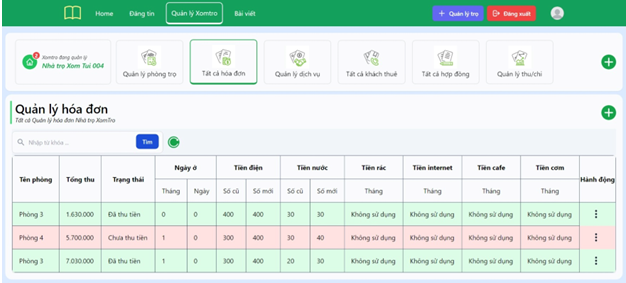 Home Đăng tin Quản lý Xomtro Bài viết + Quản lý trọ Đăng xuất
2 Xomtro đang quản lý
Nhà trọ Xom Tui 004
Quản lý phòng trọ Tất cả hóa đơn Quản lý dịch vụ Tất cả khách thuê Tất cả hợp đồng Quản lý thu/chi
Quản lý hóa đơn
Tất cả Quản lý hóa đơn Nhà trọ XomTro
Nhập từ khóa ... Tìm
Tên phòng Tổng thu Trạng thái Ngày ở Tiền điện Tiền nước Tiền rác Tiền internet Tiền cafe Tiền cơm Hành động
Tháng Ngày Số cũ Số mới Số cũ Số mới Tháng Tháng Tháng Tháng
Phòng 3 1.630.000 Đã thu tiền 0 0 400 400 30 30 Không sử dụng Không sử dụng Không sử dụng Không sử dụng
Phòng 4 5.700.000 Chưa thu tiền 1 0 300 400 30 40 Không sử dụng Không sử dụng Không sử dụng Không sử dụng
Phòng 3 7.030.000 Đã thu tiền 1 0 300 400 20 30 Không sử dụng Không sử dụng Không sử dụng Không sử dụng